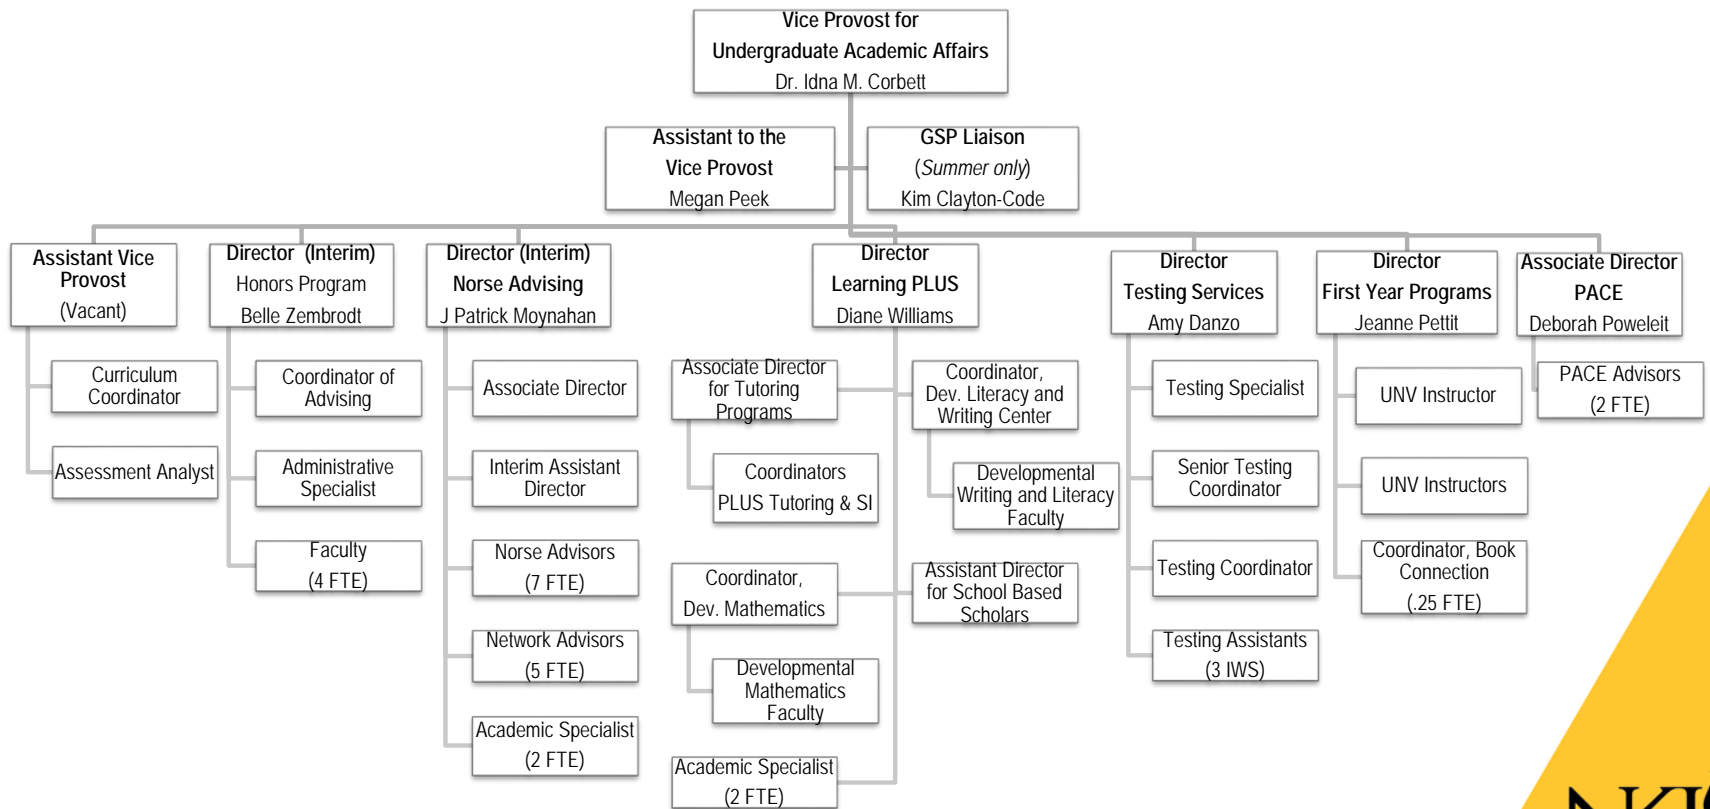 Vice Provost for
Undergraduate Academic Affairs
Dr. Idna M. Corbett
Assistant to the
Vice Provost
Megan Peek
GSP Liaison
(Summer only)
Kim Clayton-Code
Assistant Vice
Provost
(Vacant)
Curriculum
Coordinator
Assessment Analyst
Director (Interim)
Honors Program
Belle Zembrodt
Coordinator of
Advising
Administrative
Specialist
Faculty
(4 FTE)
Director (Interim)
Norse Advising
J Patrick Moynahan
Associate Director
Interim Assistant
Director
Norse Advisors
(7 FTE)
Network Advisors
(5 FTE)
Academic Specialist
(2 FTE)
Director
Learning PLUS
Diane Williams
Associate Director
for Tutoring
Programs
Coordinators
PLUS Tutoring & SI
Coordinator,
Dev. Literacy and
Writing Center
Developmental
Writing and Literacy
Faculty
Coordinator,
Dev. Mathematics
Developmental
Mathematics
Faculty
Assistant Director
for School Based
Scholars
Academic Specialist
(2 FTE)
Director
Testing Services
Amy Danzo
Testing Specialist
Senior Testing
Coordinator
Testing Coordinator
Testing Assistants
(3 IWS)
Director
First Year Programs
Jeanne Pettit
UNV Instructor
UNV Instructors
Coordinator, Book
Connection
(.25 FTE)
Associate Director
PACE
Deborah Poweleit
PACE Advisors
(2 FTE)